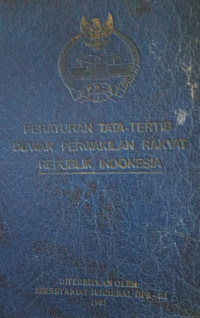 PERATURAN TATA-TERTIB
DEWAN PERWAKILAN RAKYAT
REPUBLIK INDONESIA
DITERBITKAN OLEH:
SEKRETARIAT JENDERAL DPR-RI